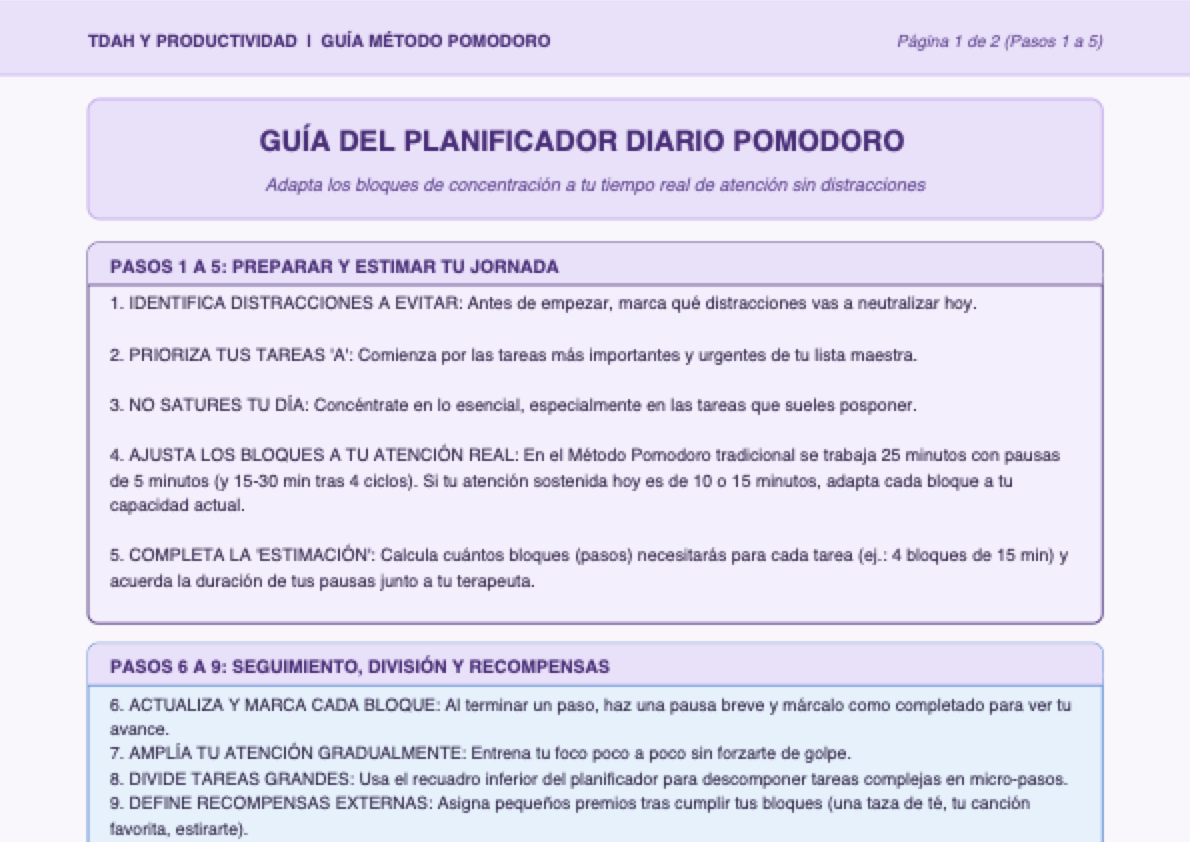 TDAH Y PRODUCTIVIDAD | GUÍA MÉTODO POMODORO
Página 1 de 2 (Pasos 1 a 5)
GUÍA DEL PLANIFICADOR DIARIO POMODORO
Adapta los bloques de concentración a tu tiempo real de atención sin distracciones
PASOS 1 A 5: PREPARAR Y ESTIMAR TU JORNADA
1. IDENTIFICA DISTRACCIONES A EVITAR: Antes de empezar, marca qué distracciones vas a neutralizar hoy.
2. PRIORIZA TUS TAREAS 'A': Comienza por las tareas más importantes y urgentes de tu lista maestra.
3. NO SATURES TU DÍA: Concéntrate en lo esencial, especialmente en las tareas que sueles posponer.
4. AJUSTA LOS BLOQUES A TU ATENCIÓN REAL: En el Método Pomodoro tradicional se trabaja 25 minutos con pausas
de 5 minutos (y 15-30 min tras 4 ciclos). Si tu atención sostenida hoy es de 10 o 15 minutos, adapta cada bloque a tu
capacidad actual.
5. COMPLETA LA 'ESTIMACIÓN': Calcula cuántos bloques (pasos) necesitarás para cada tarea (ej.: 4 bloques de 15 min) y
acuerda la duración de tus pausas junto a tu terapeuta.
PASOS 6 A 9: SEGUIMIENTO, DIVISIÓN Y RECOMPENSAS
6. ACTUALIZA Y MARCA CADA BLOQUE: Al terminar un paso, haz una pausa breve y márcalo como completado para ver tu
avance.
7. AMPLÍA TU ATENCIÓN GRADUALMENTE: Entrena tu foco poco a poco sin forzarte de golpe.
8. DIVIDE TAREAS GRANDES: Usa el recuadro inferior del planificador para descomponer tareas complejas en micro-pasos.
9. DEFINE RECOMPENSAS EXTERNAS: Asigna pequeños premios tras cumplir tus bloques (una taza de té, tu canción
favorita, estirarte).